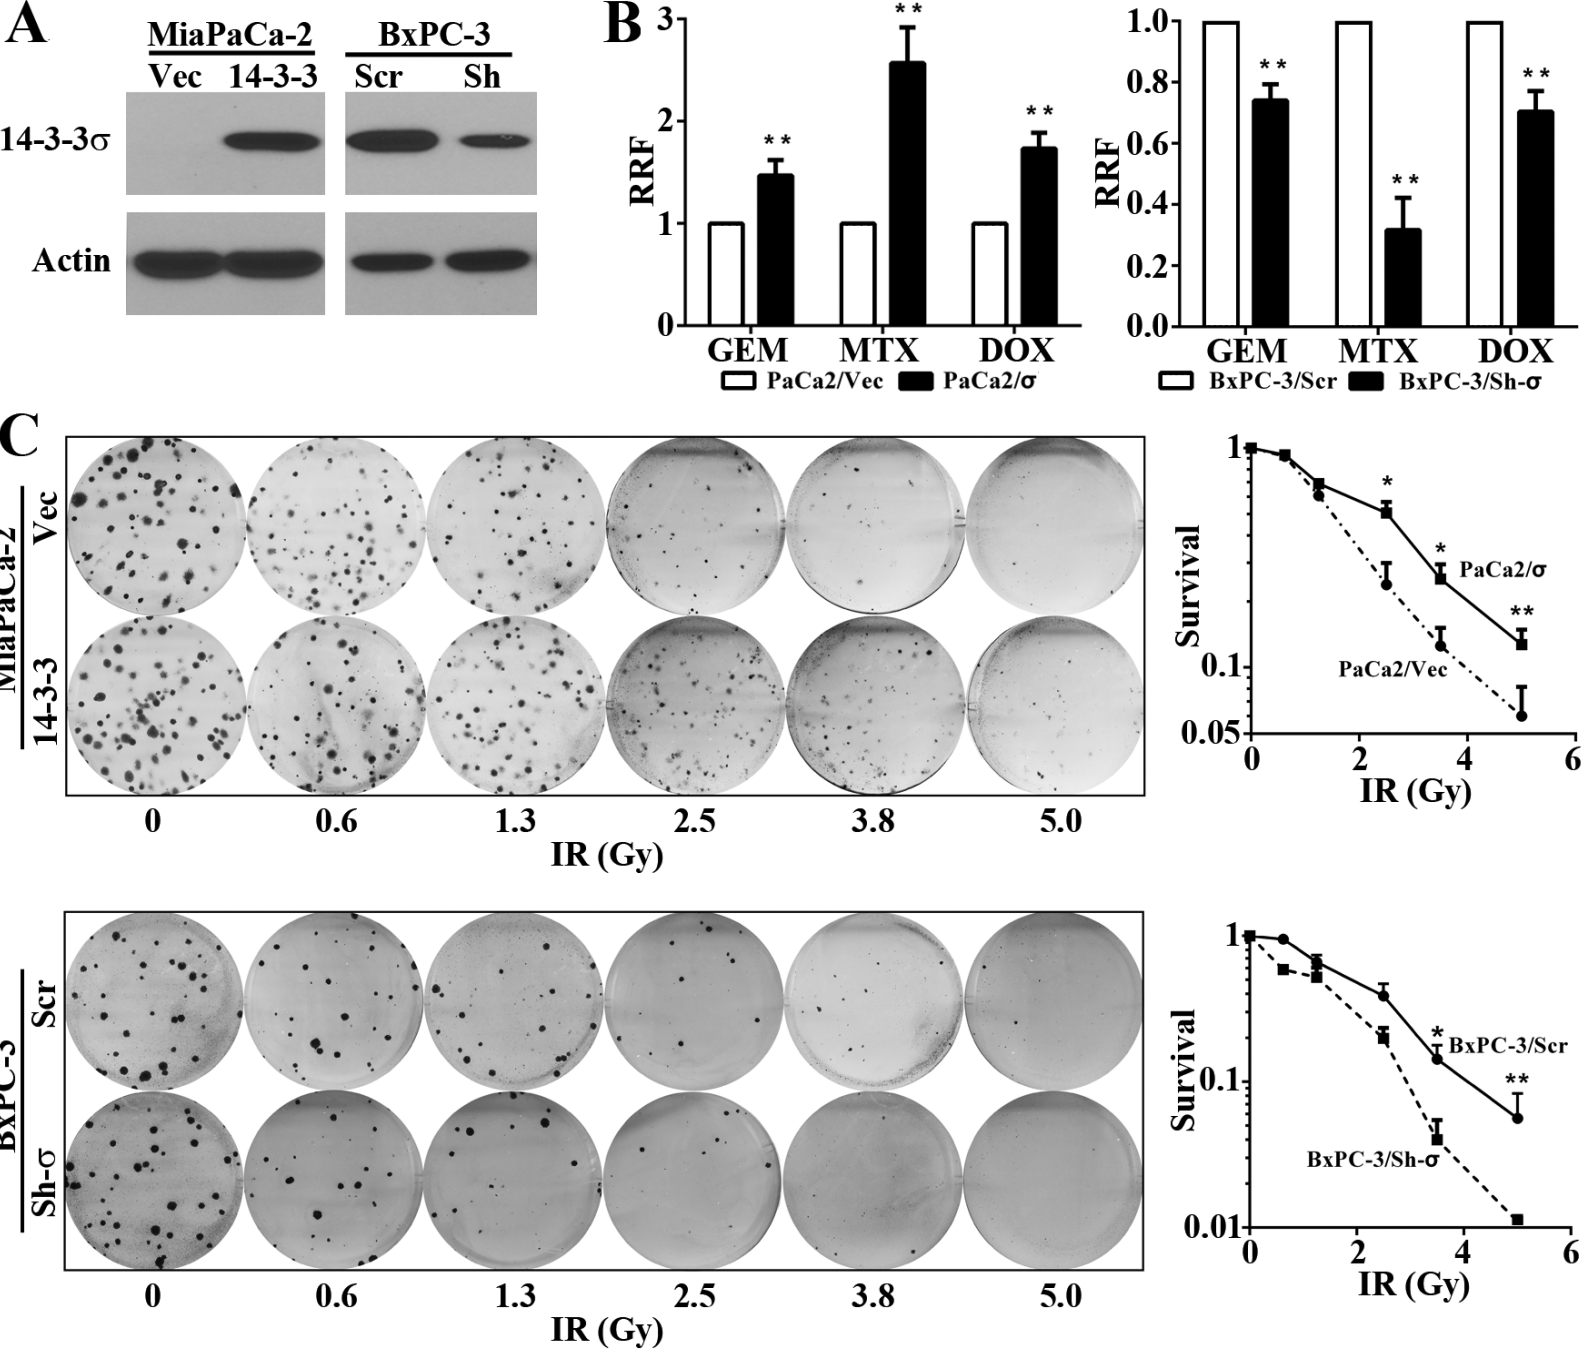 A
MiaPaCa-2 BxPC-3
Vec 14-3-3 Scr Sh
14-3-3σ
Actin
B
RRF
3
2
1
0
** ** **
GEM MTX DOX
PaCa2/Vec PaCa2/σ
RRF
1.0
0.8
0.6
0.4
0.2
0.0
** ** **
GEM MTX DOX
BxPC-3/Scr BxPC-3/Sh-σ
C
MiaPaCa-2
Vec
14-3-3
0 0.6 1.3 2.5 3.8 5.0
IR (Gy)
Survival
1
0.1
0.05
* * **
PaCa2/σ
PaCa2/Vec
0 2 4 6
IR (Gy)
BxPC-3
Scr
Sh-σ
0 0.6 1.3 2.5 3.8 5.0
IR (Gy)
Survival
1
0.1
0.01
* **
BxPC-3/Scr
BxPC-3/Sh-σ
0 2 4 6
IR (Gy)